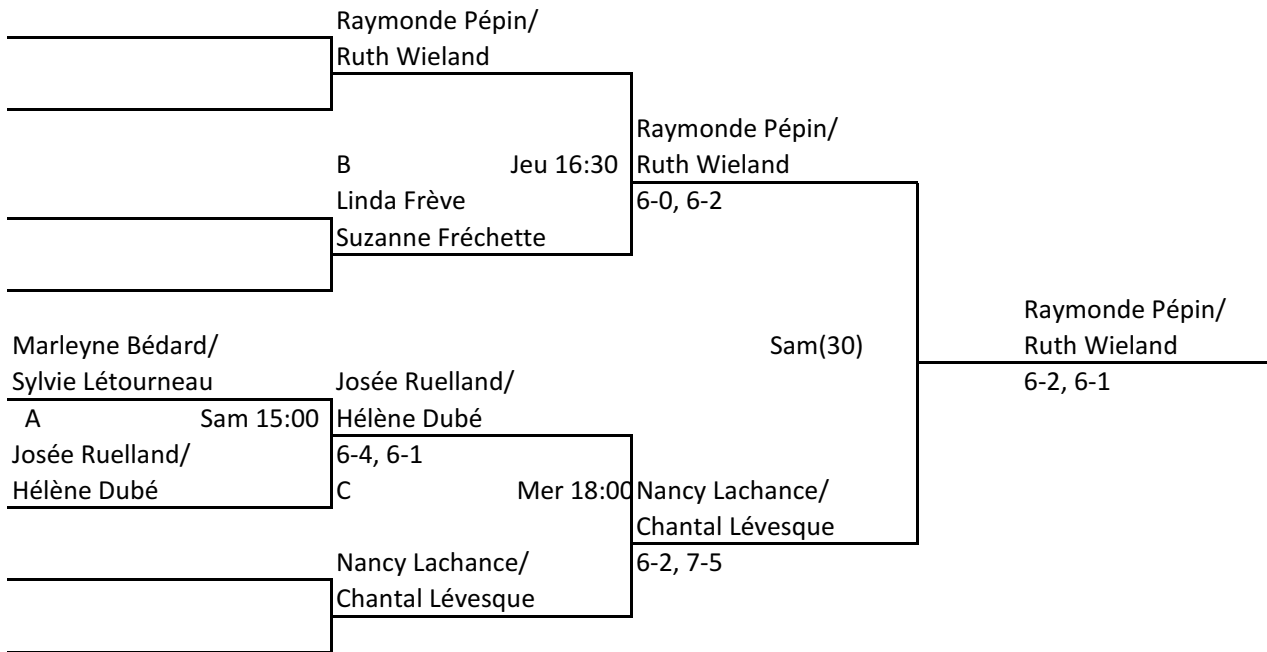 Raymonde Pépin/
Ruth Wieland
Raymonde Pépin/
B Jeu 16:30 Ruth Wieland
Linda Frève 6-0, 6-2
Suzanne Fréchette
Raymonde Pépin/
Marleyne Bédard/ Sam(30) Ruth Wieland
Sylvie Létourneau Josée Ruelland/ 6-2, 6-1
A Sam 15:00 Hélène Dubé
Josée Ruelland/ 6-4, 6-1
Hélène Dubé C Mer 18:00 Nancy Lachance/
Chantal Lévesque
Nancy Lachance/ 6-2, 7-5
Chantal Lévesque